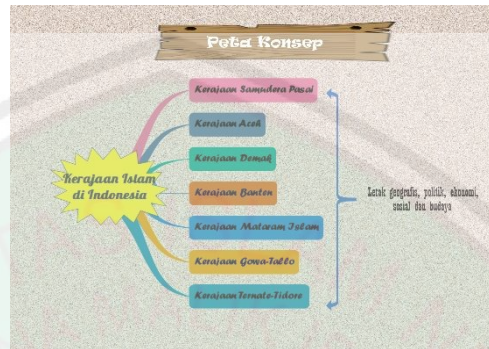 Peta Konsep
Kerajaan Samudera Pasai
Kerajaan Aceh
Kerajaan Demak
Kerajaan Islam
di Indonesia
Kerajaan Banten
Kerajaan Mataram Islam
Kerajaan Gowa-Tallo
Kerajaan Ternate-Tidore
Letak geografis, politik, ekonomi,
sosial dan budaya